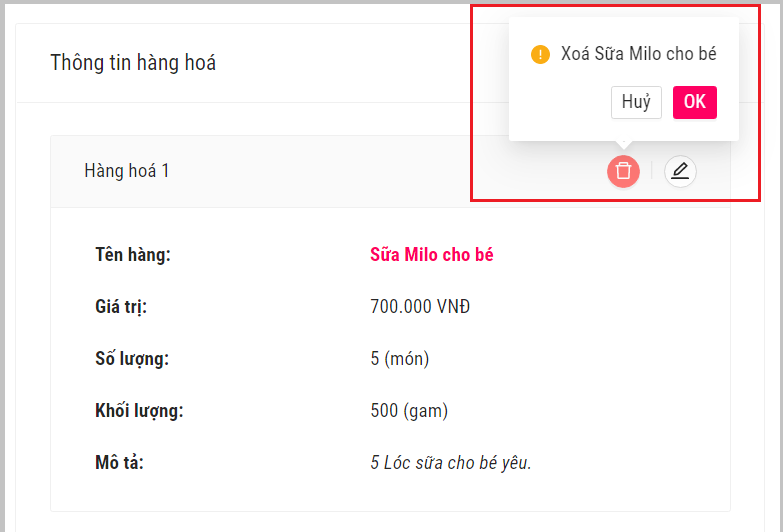 Thông tin hàng hoá
Xoá Sữa Milo cho bé
Huỷ OK
Hàng hoá 1
Tên hàng: Sữa Milo cho bé
Giá trị: 700.000 VNĐ
Số lượng: 5 (món)
Khối lượng: 500 (gam)
Mô tả: 5 Lóc sữa cho bé yêu.